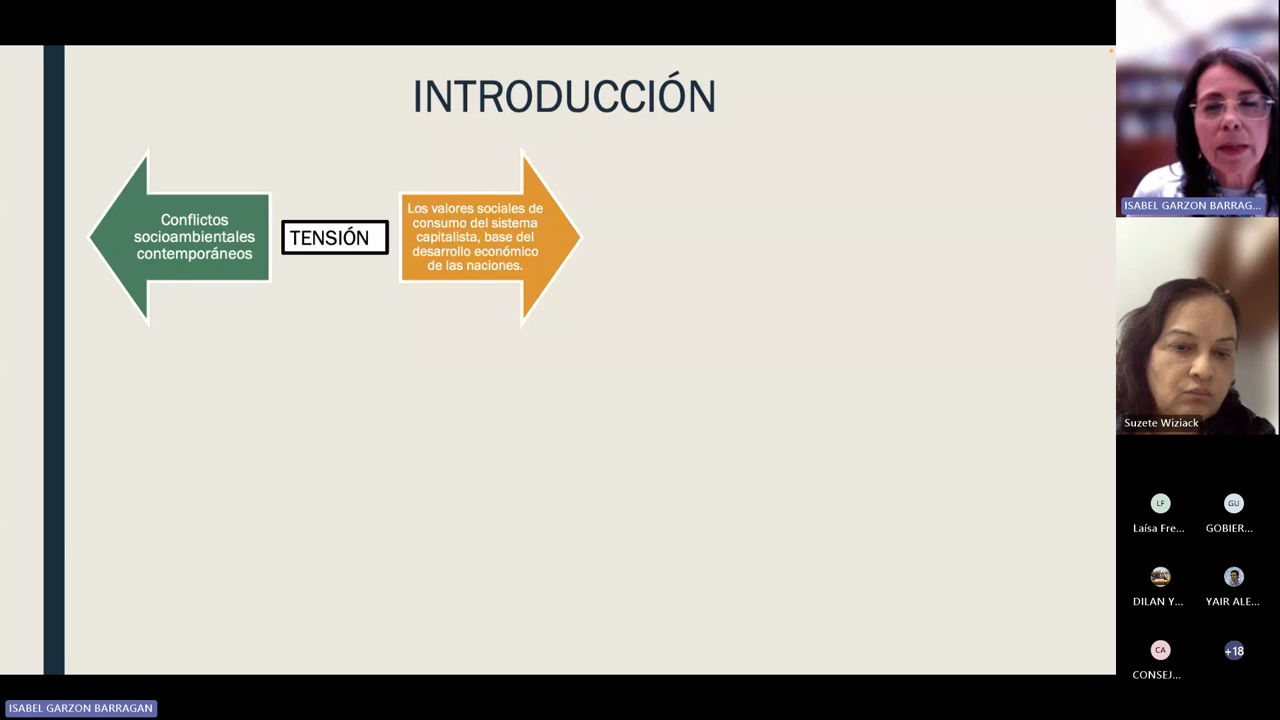 INTRODUCCIÓN
Conflictos
socioambientales
contemporáneos
TENSIÓN
Los valores sociales de
consumo del sistema
capitalista, base del
desarrollo económico
de las naciones.
ISABEL GARZON BARRAG...
Suzete Wiziack
LF
Laísa Fre...
GU
GOBIER...
DILAN Y...
YAIR ALE...
CA
CONSEJ...
+18
ISABEL GARZON BARRAGAN